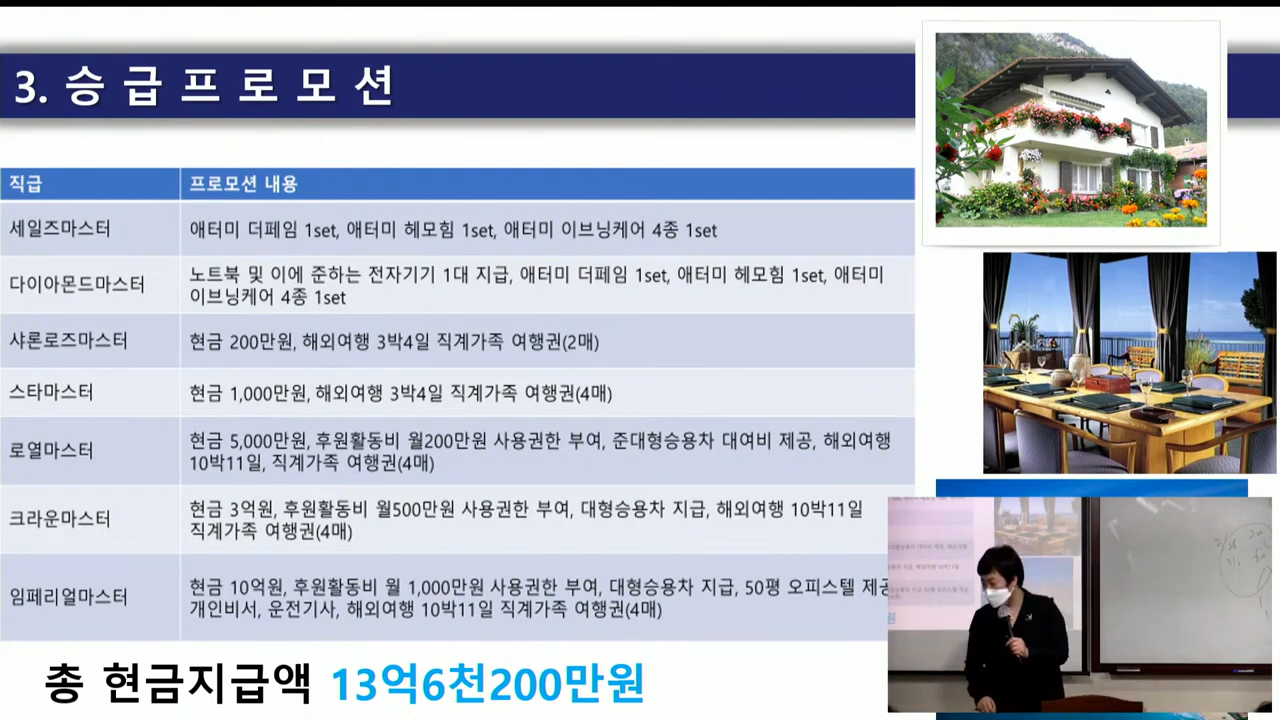 3. 승 급 프 로 모 션
직급
프로모션 내용
세일즈마스터
애터미 더페임 1set, 애터미 헤모힘 1set, 애터미 이브닝케어 4종 1set
다이아몬드마스터
노트북 및 이에 준하는 전자기기 1대 지급, 애터미 더페임 1set, 애터미 헤모힘 1set, 애터미
이브닝케어 4종 1set
샤론로즈마스터
현금 200만원, 해외여행 3박4일 직계가족 여행권(2매)
스타마스터
현금 1,000만원, 해외여행 3박4일 직계가족 여행권(4매)
로열마스터
현금 5,000만원, 후원활동비 월200만원 사용권한 부여, 준대형승용차 대여비 제공, 해외여행
10박11일, 직계가족 여행권(4매)
크라운마스터
현금 3억원, 후원활동비 월500만원 사용권한 부여, 대형승용차 지급, 해외여행 10박11일
직계가족 여행권(4매)
임페리얼마스터
현금 10억원, 후원활동비 월 1,000만원 사용권한 부여, 대형승용차 지급, 50평 오피스텔 제공
개인비서, 운전기사, 해외여행 10박11일 직계가족 여행권(4매)
총 현금지급액 13억6천200만원